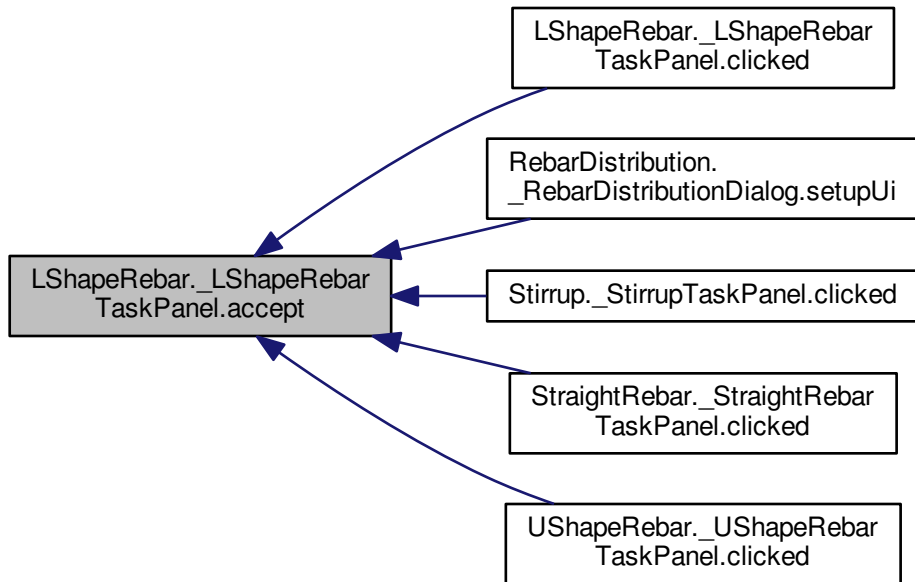 LShapeRebar._LShapeRebar
TaskPanel.clicked
RebarDistribution.
_RebarDistributionDialog.setupUi
LShapeRebar._LShapeRebar
TaskPanel.accept
Stirrup._StirrupTaskPanel.clicked
StraightRebar._StraightRebar
TaskPanel.clicked
UShapeRebar._UShapeRebar
TaskPanel.clicked